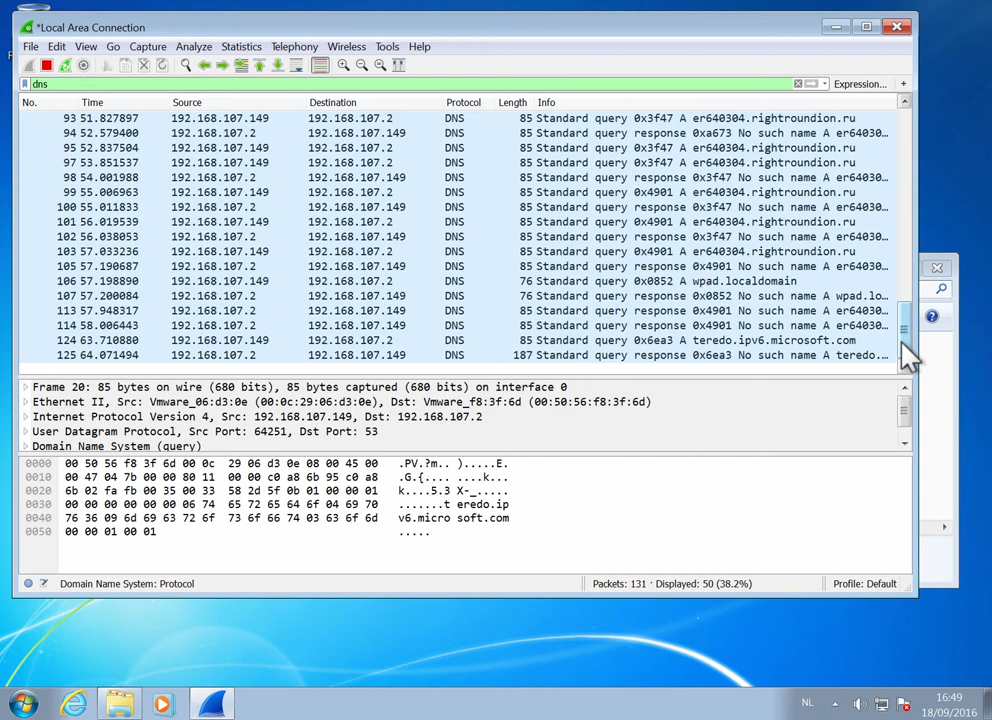 *Local Area Connection
File Edit View Go Capture Analyze Statistics Telephony Wireless Tools Help
dns Expression... +
No. Time Source Destination Protocol Length Info
93 51.827897 192.168.107.149 192.168.107.2 DNS 85 Standard query 0x3f47 A er640304.rightroundion.ru
94 52.579400 192.168.107.2 192.168.107.149 DNS 85 Standard query response 0xa673 No such name A er64030...
95 52.837504 192.168.107.149 192.168.107.2 DNS 85 Standard query 0x3f47 A er640304.rightroundion.ru
97 53.851537 192.168.107.149 192.168.107.2 DNS 85 Standard query 0x3f47 A er640304.rightroundion.ru
98 54.001988 192.168.107.2 192.168.107.149 DNS 85 Standard query response 0x3f47 No such name A er64030...
99 55.006963 192.168.107.149 192.168.107.2 DNS 85 Standard query 0x4901 A er640304.rightroundion.ru
100 55.011833 192.168.107.2 192.168.107.149 DNS 85 Standard query response 0x3f47 No such name A er64030...
101 56.019539 192.168.107.149 192.168.107.2 DNS 85 Standard query 0x4901 A er640304.rightroundion.ru
102 56.038053 192.168.107.2 192.168.107.149 DNS 85 Standard query response 0x3f47 No such name A er64030...
103 57.033236 192.168.107.149 192.168.107.2 DNS 85 Standard query 0x4901 A er640304.rightroundion.ru
105 57.190687 192.168.107.2 192.168.107.149 DNS 85 Standard query response 0x4901 No such name A er64030...
106 57.198890 192.168.107.149 192.168.107.2 DNS 76 Standard query 0x0852 A wpad.localdomain
107 57.200084 192.168.107.2 192.168.107.149 DNS 76 Standard query response 0x0852 No such name A wpad.lo...
113 57.948317 192.168.107.2 192.168.107.149 DNS 85 Standard query response 0x4901 No such name A er64030...
114 58.006443 192.168.107.2 192.168.107.149 DNS 85 Standard query response 0x4901 No such name A er64030...
124 63.710880 192.168.107.149 192.168.107.2 DNS 85 Standard query 0x6ea3 A teredo.ipv6.microsoft.com
125 64.071494 192.168.107.2 192.168.107.149 DNS 187 Standard query response 0x6ea3 No such name A teredo....
Frame 20: 85 bytes on wire (680 bits), 85 bytes captured (680 bits) on interface 0
Ethernet II, Src: Vmware_06:d3:0e (00:0c:29:06:d3:0e), Dst: Vmware_f8:3f:6d (00:50:56:f8:3f:6d)
Internet Protocol Version 4, Src: 192.168.107.149, Dst: 192.168.107.2
User Datagram Protocol, Src Port: 64251, Dst Port: 53
Domain Name System (query)
0000 00 50 56 f8 3f 6d 00 0c 29 06 d3 0e 08 00 45 00 .PV.?m.. ).....E.
0010 00 47 04 7b 00 00 80 11 00 00 c0 a8 6b 95 c0 a8 .G.{.... ....k...
0020 6b 02 fa fb 00 35 00 33 58 2d 5f 0b 01 00 00 01 k....5.3 X-_.....
0030 00 00 00 00 00 00 06 74 65 72 65 64 6f 04 69 70 .......t eredo.ip
0040 76 36 09 6d 69 63 72 6f 73 6f 66 74 03 63 6f 6d v6.micro soft.com
0050 00 00 01 00 01 .....
Domain Name System: Protocol Packets: 131 · Displayed: 50 (38.2%) Profile: Default
NL 16:49
18/09/2016